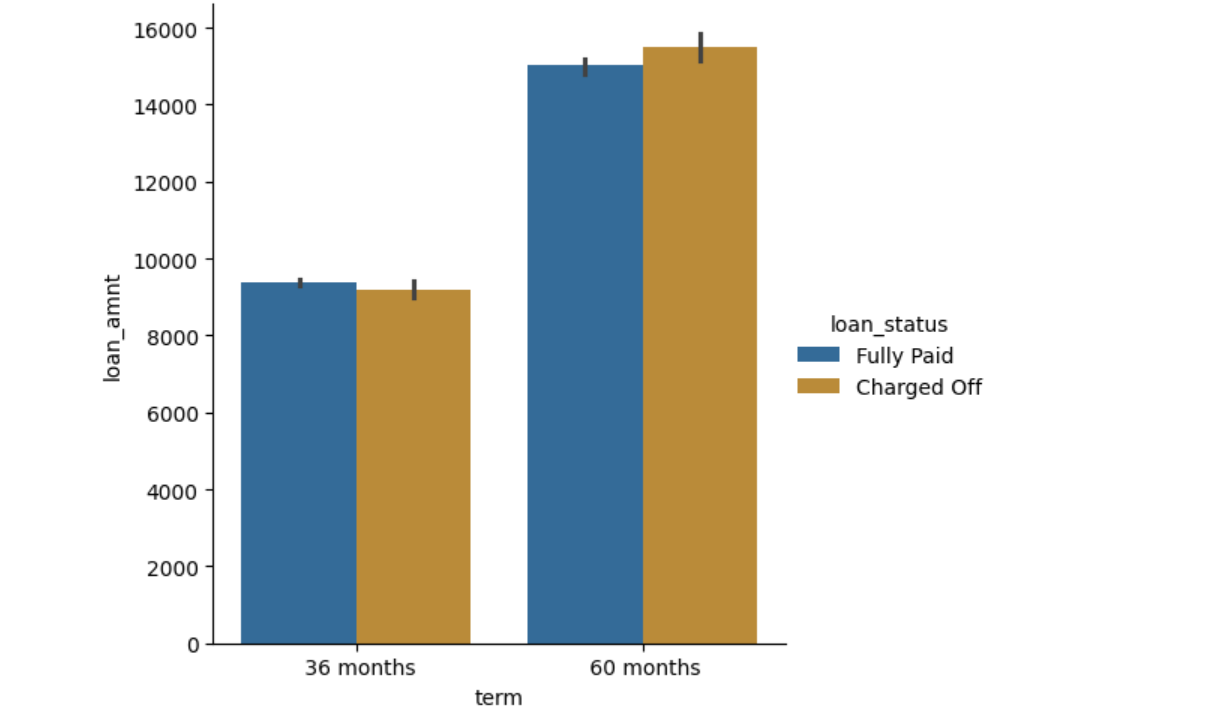 16000
14000
12000
10000
8000
6000
4000
2000
0
loan_amnt
36 months
60 months
term
loan_status
Fully Paid
Charged Off